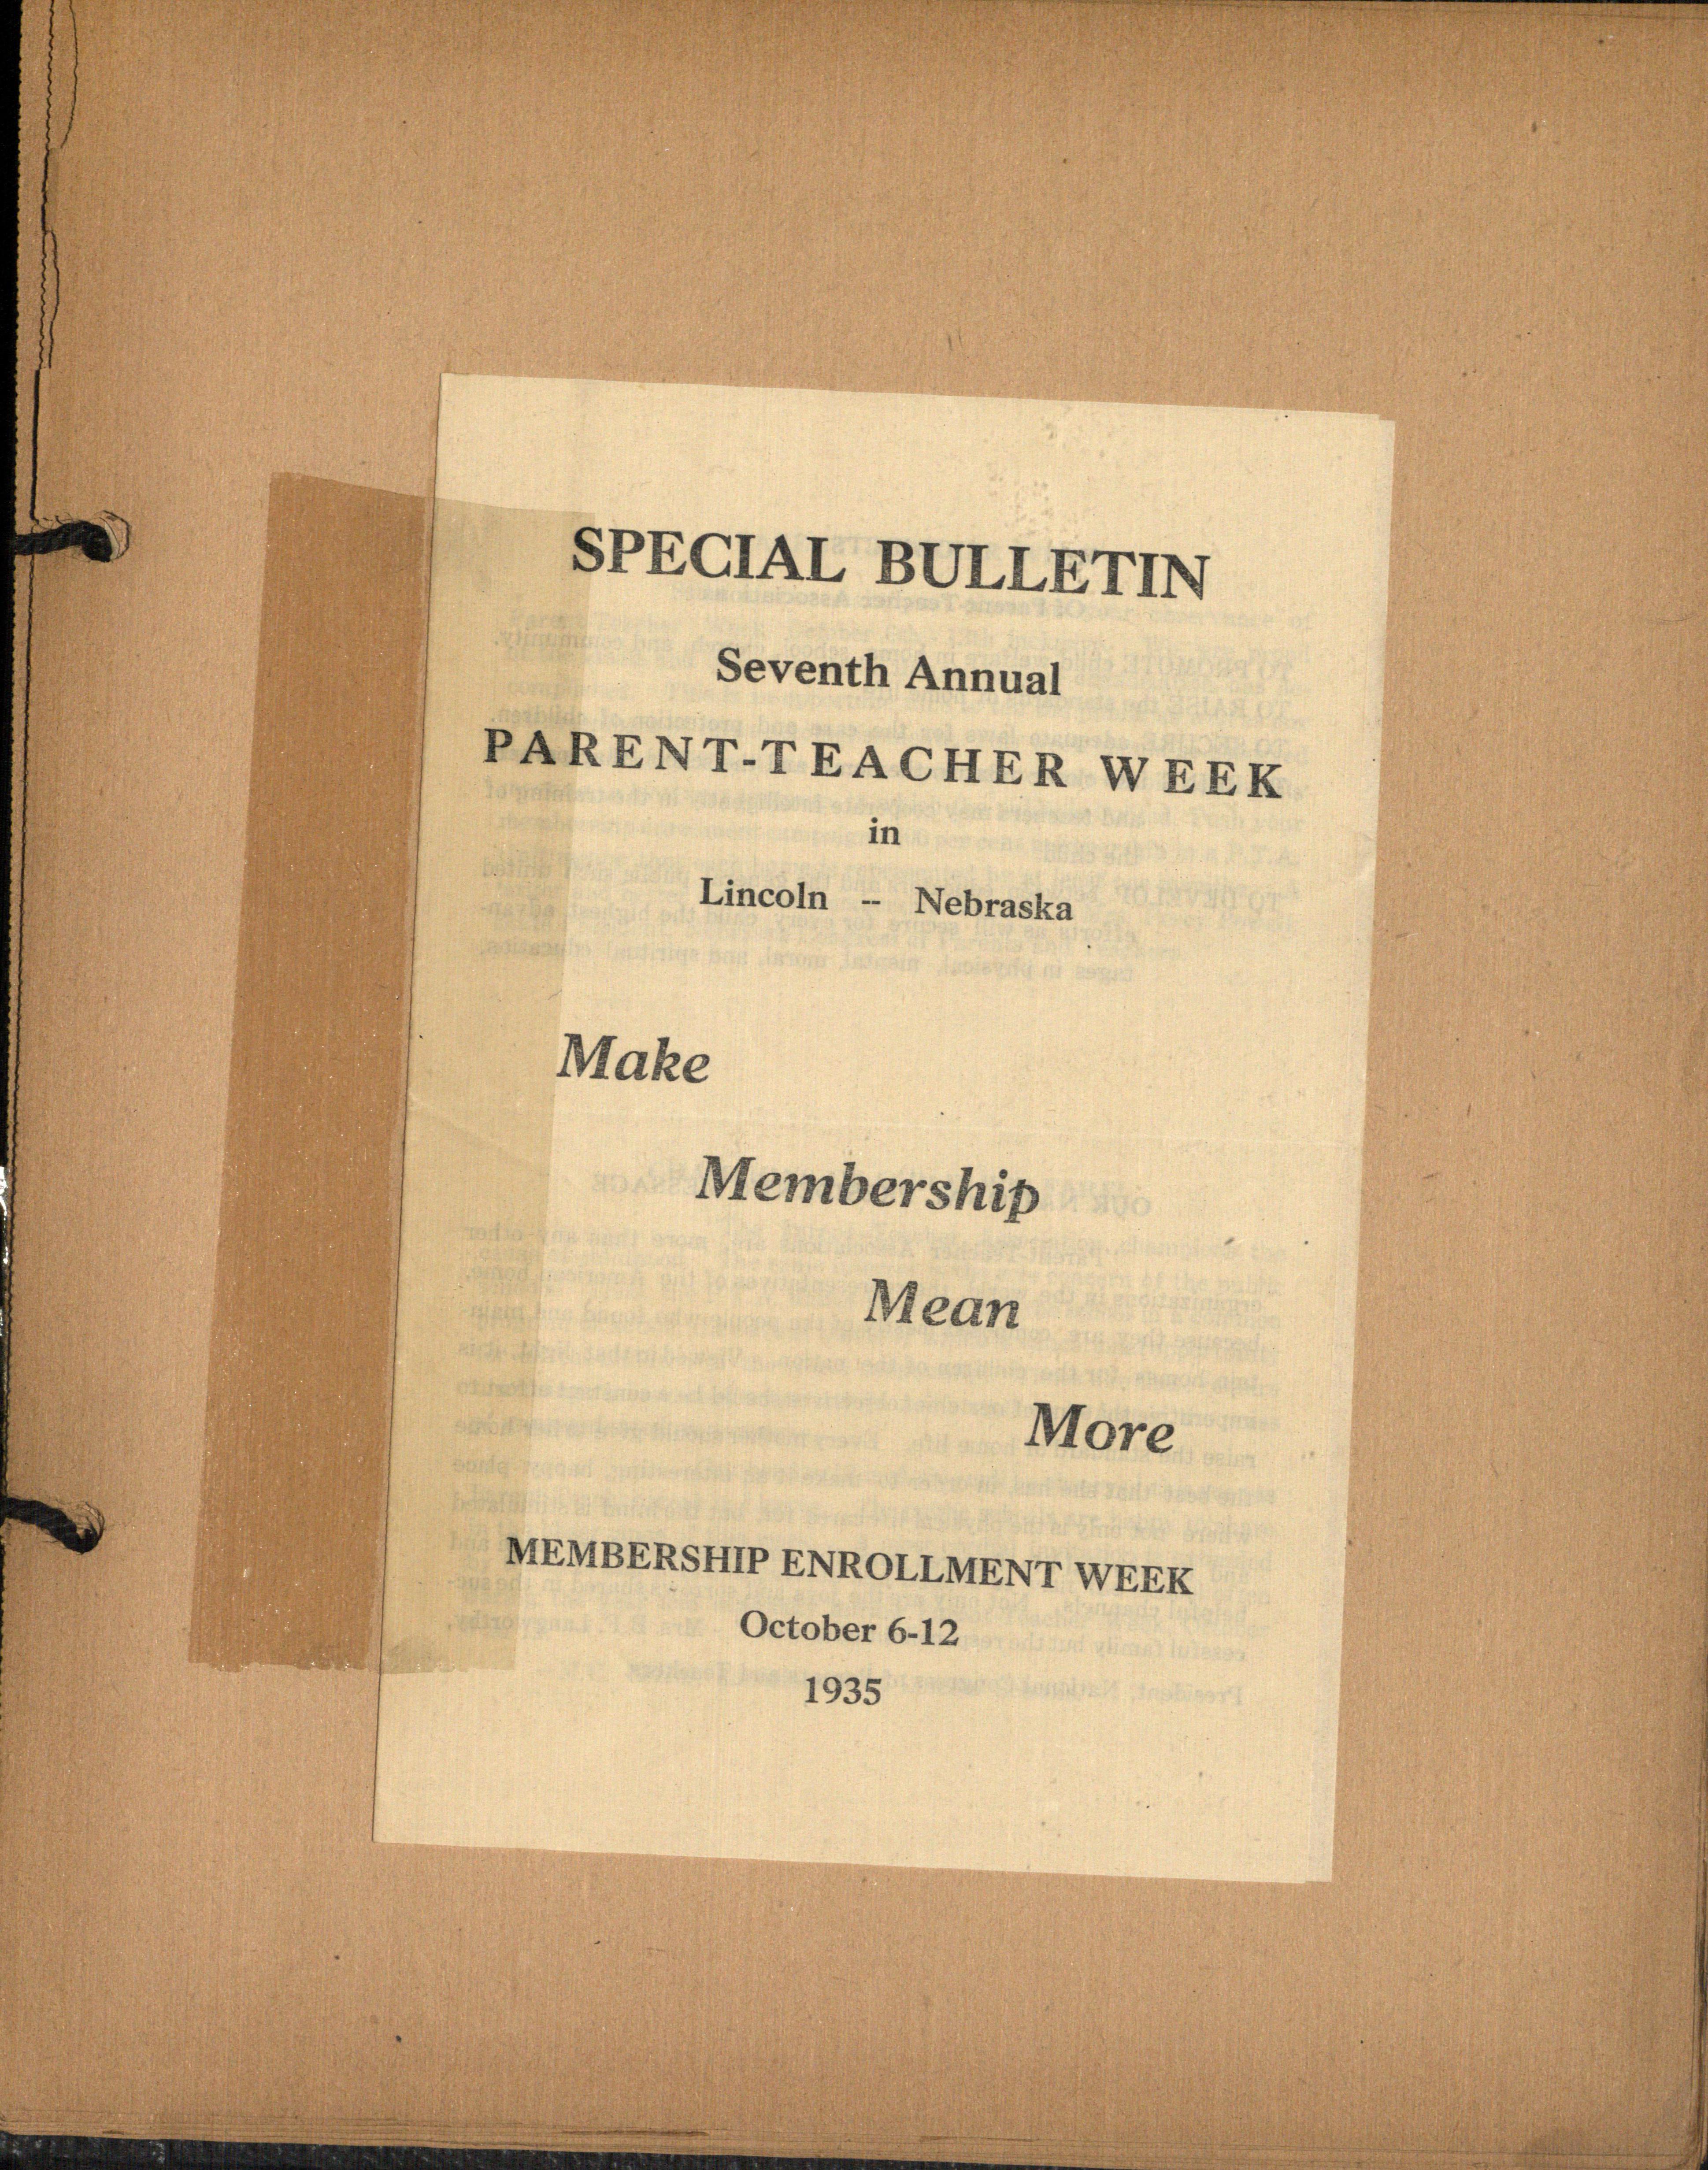 SPECIAL BULLETIN
Seventh Annual
PARENT-TEACHER WEEK
in
Lincoln -- Nebraska
Make
Membership
Mean
More
MEMBERSHIP ENROLLMENT WEEK
October 6-12
1935